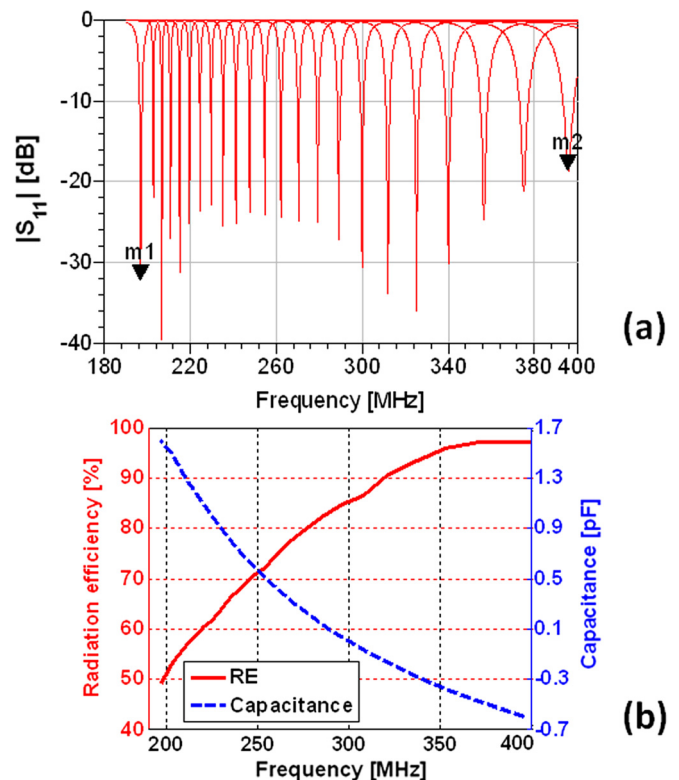 0
-10
-20
-30
-40
|S11| [dB]
m1
m2
180 220 260 300 340 380 400
Frequency [MHz]
(a)
100
90
80
70
60
50
40
Radiation efficiency [%]
1.7
1.3
0.9
0.5
0.1
-0.3
-0.7
Capacitance [pF]
RE
Capacitance
200 250 300 350 400
Frequency [MHz]
(b)